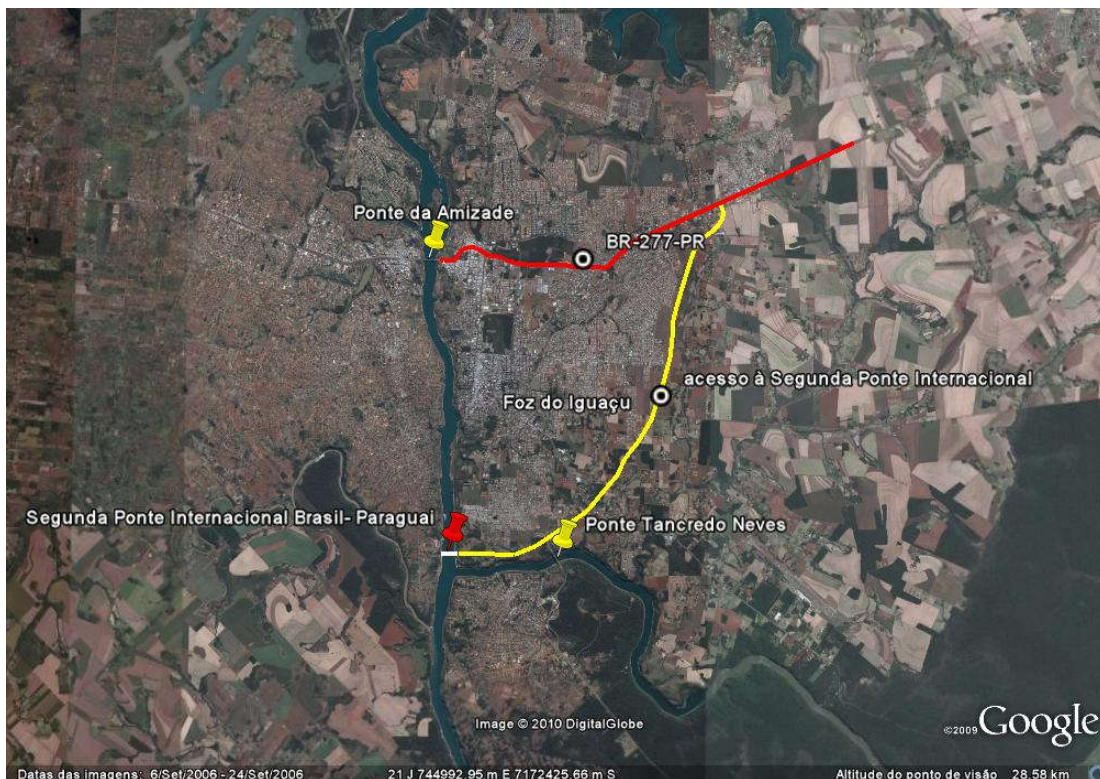 Ponte da Amizade
BR-277-PR
acesso à Segunda Ponte Internacional
Foz do Iguaçu
Segunda Ponte Internacional Brasil- Paraguai
Ponte Tancredo Neves
Image © 2010 DigitalGlobe
©2009 Google
Datas das imagens: 6/Set/2006 - 24/Set/2006
21 J 744992.95 m E 7172425.66 m S
Altitude do ponto de visão 28.58 km